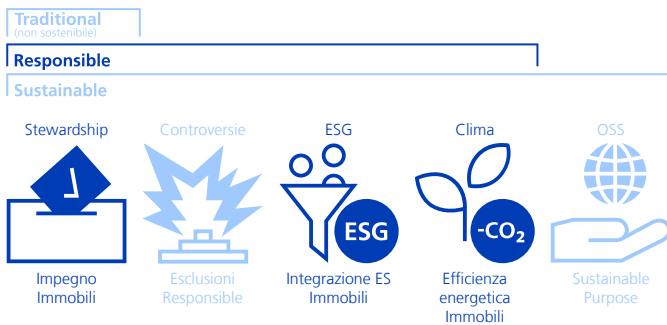 Traditional
(non sostenibile)
Responsible
Sustainable
Stewardship
Controversie
ESG
Clima
OSS
ESG
-CO₂
Impegno
Immobili
Esclusioni
Responsible
Integrazione ES
Immobili
Efficienza
energetica
Immobili
Sustainable
Purpose